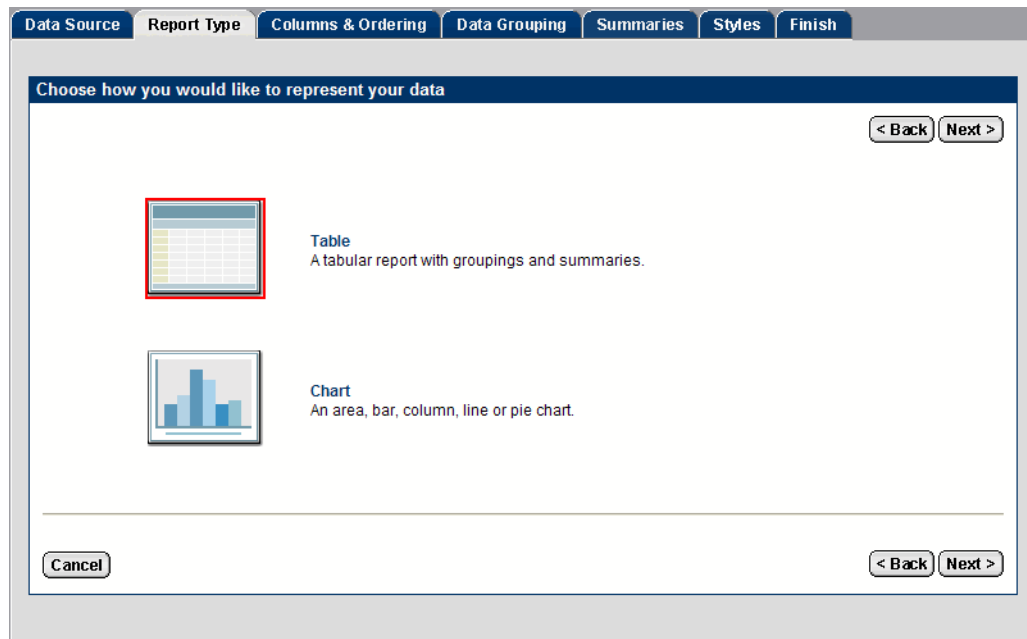 Data Source Report Type Columns & Ordering Data Grouping Summaries Styles Finish
Choose how you would like to represent your data
< Back Next >
Table
A tabular report with groupings and summaries.
Chart
An area, bar, column, line or pie chart.
Cancel < Back Next >